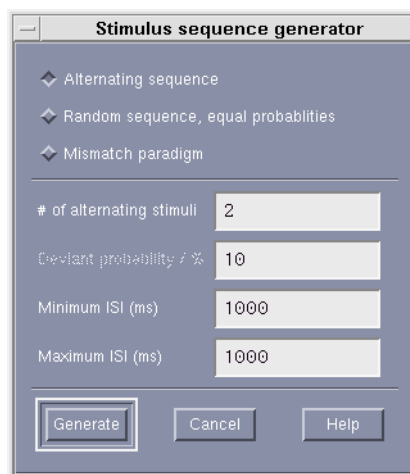 Stimulus sequence generator
Alternating sequence
Random sequence, equal probablities
Mismatch paradigm
# of alternating stimuli 2
Deviant probability / % 10
Minimum ISI (ms) 1000
Maximum ISI (ms) 1000
Generate Cancel Help